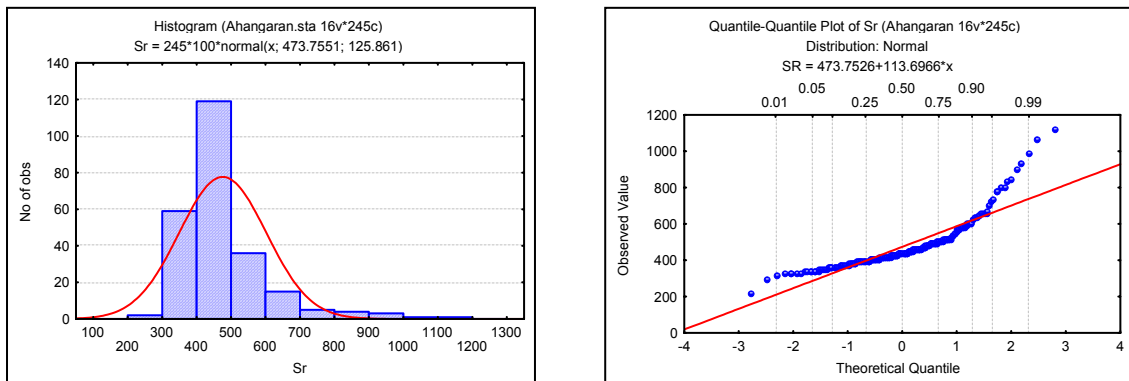 Histogram (Ahangaran.sta 16v*245c)
Sr = 245*100*normal(x; 473.7551; 125.861)
No of obs
140
120
100
80
60
40
20
0
100 300 500 700 900 1100 1300
200 400 600 800 1000 1200
Sr
Quantile-Quantile Plot of Sr (Ahangaran 16v*245c)
Distribution: Normal
SR = 473.7526+113.6966*x
0.01 0.05 0.25 0.50 0.75 0.90 0.99
Observed Value
1200
1000
800
600
400
200
0
-4 -3 -2 -1 0 1 2 3 4
Theoretical Quantile